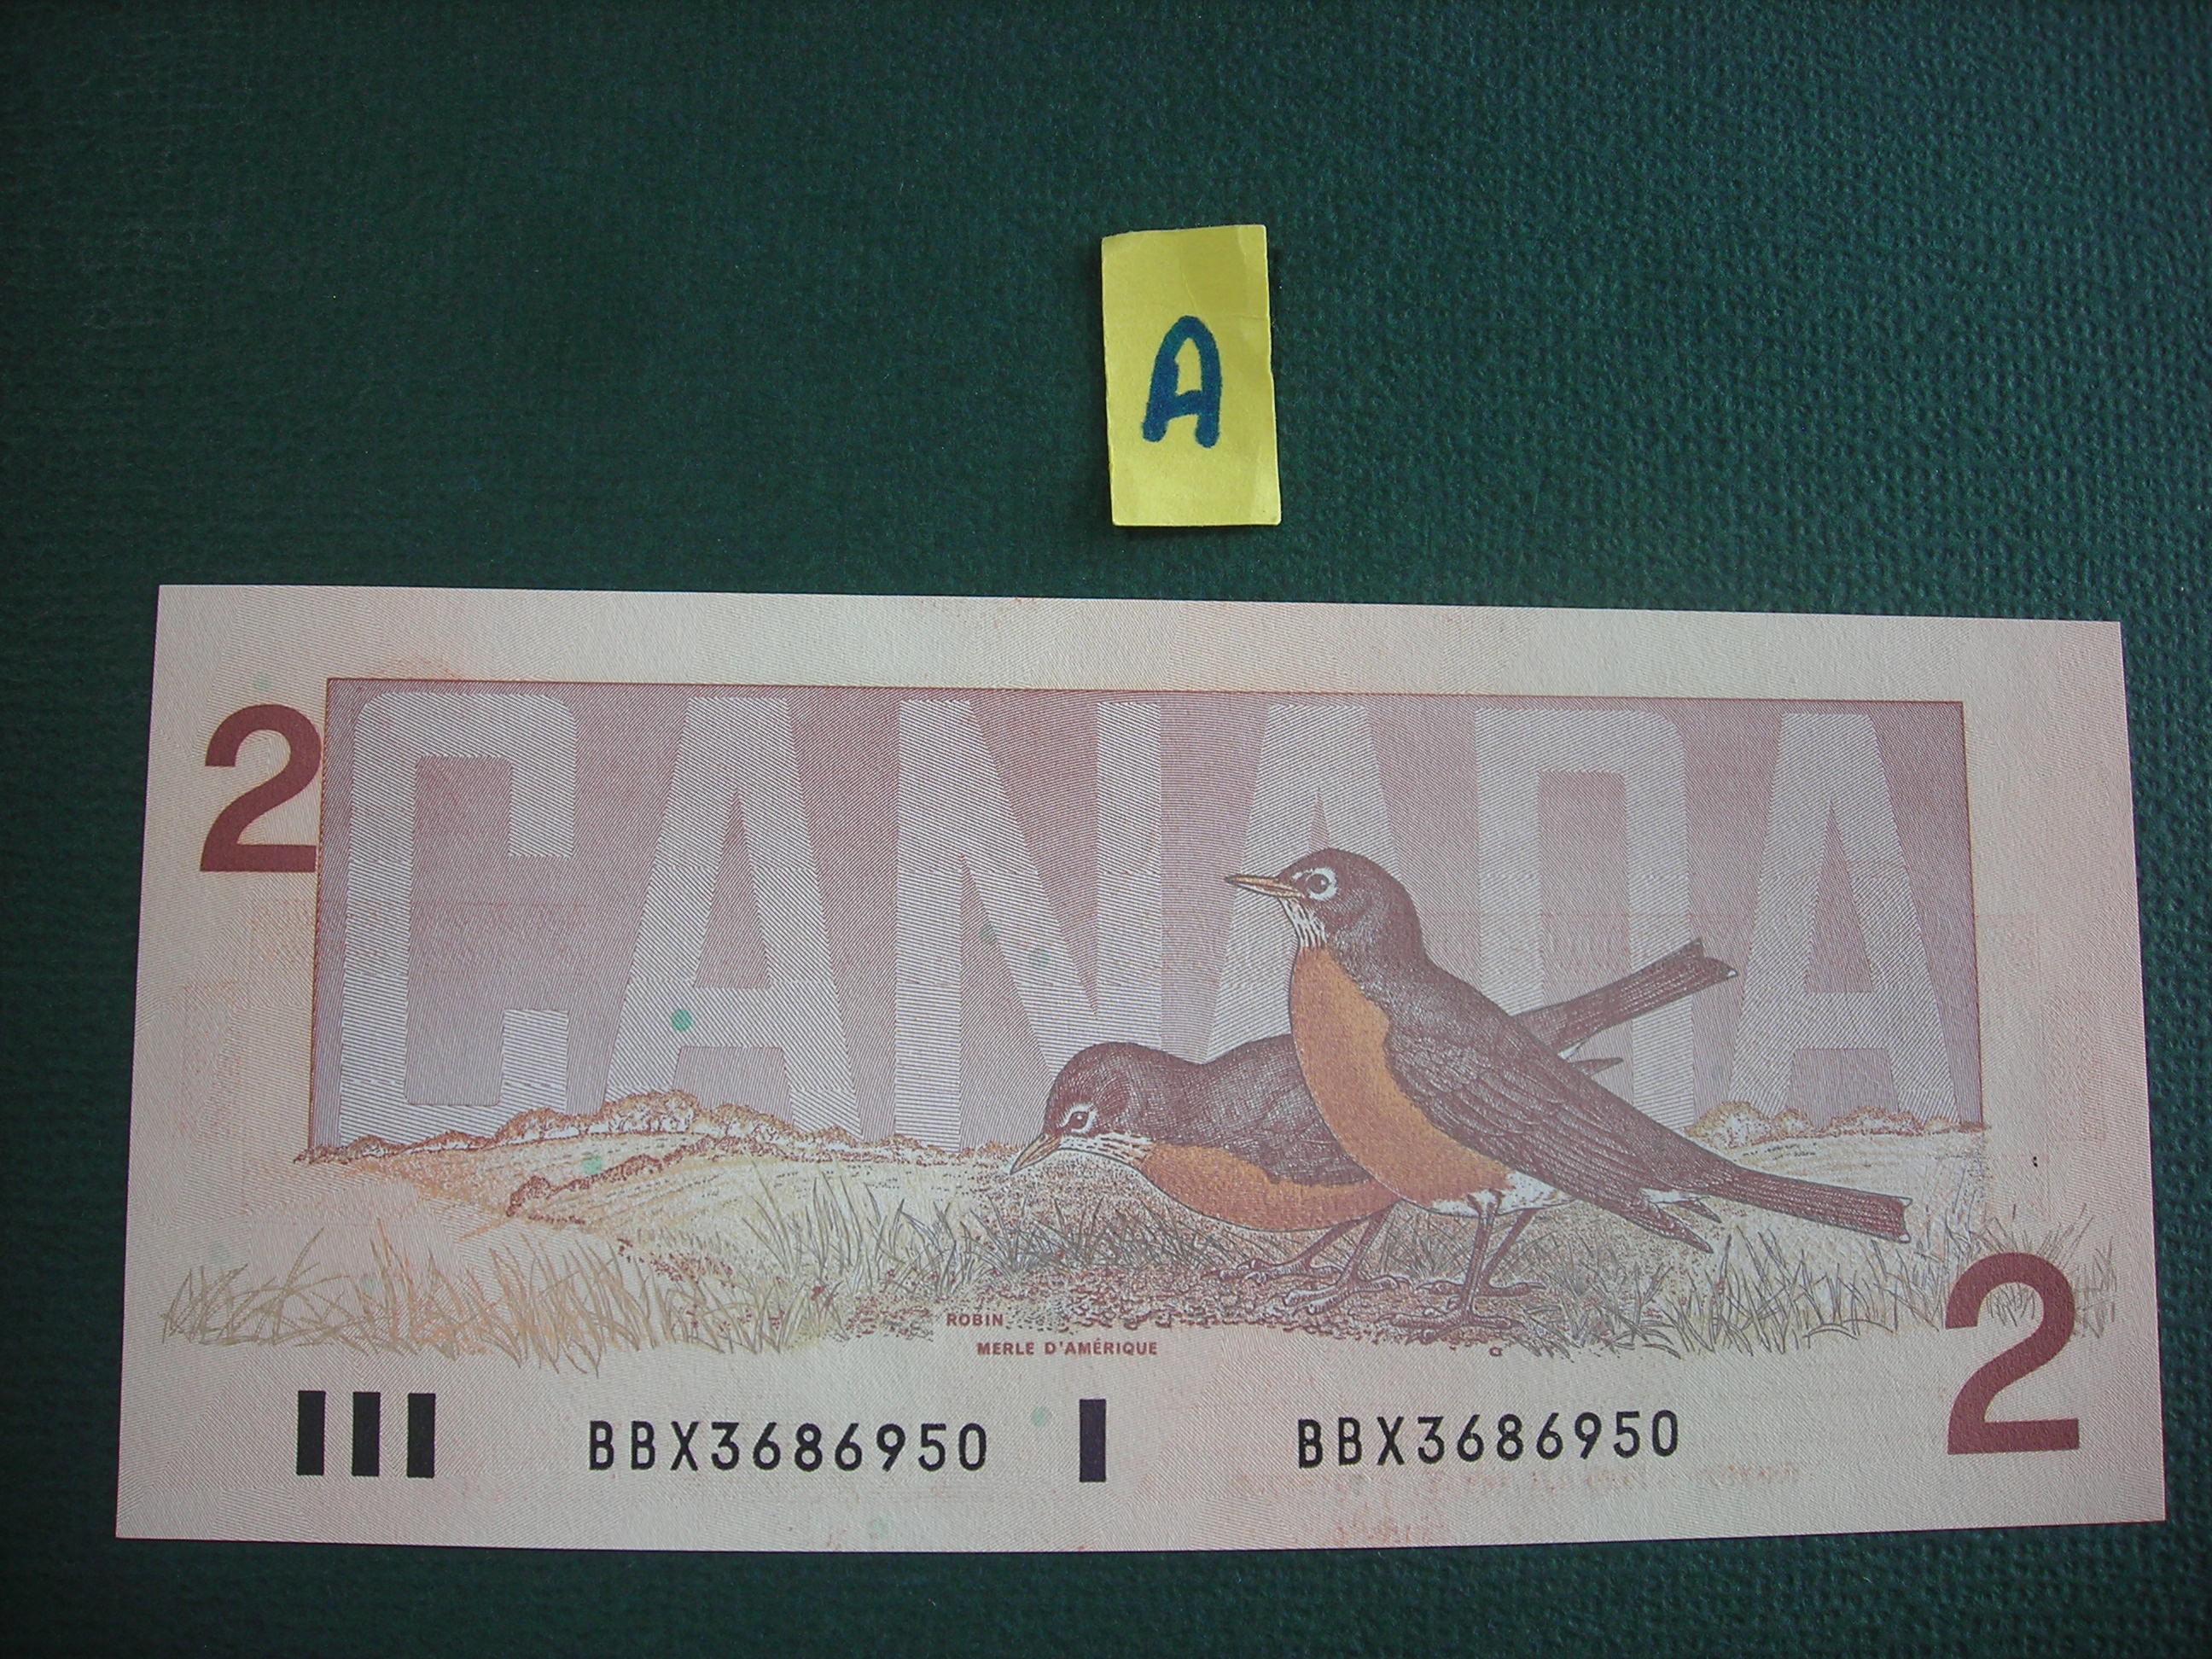 A
2
CANADA
ROBIN
MERLE D'AMÉRIQUE
2
BBX3686950 BBX3686950